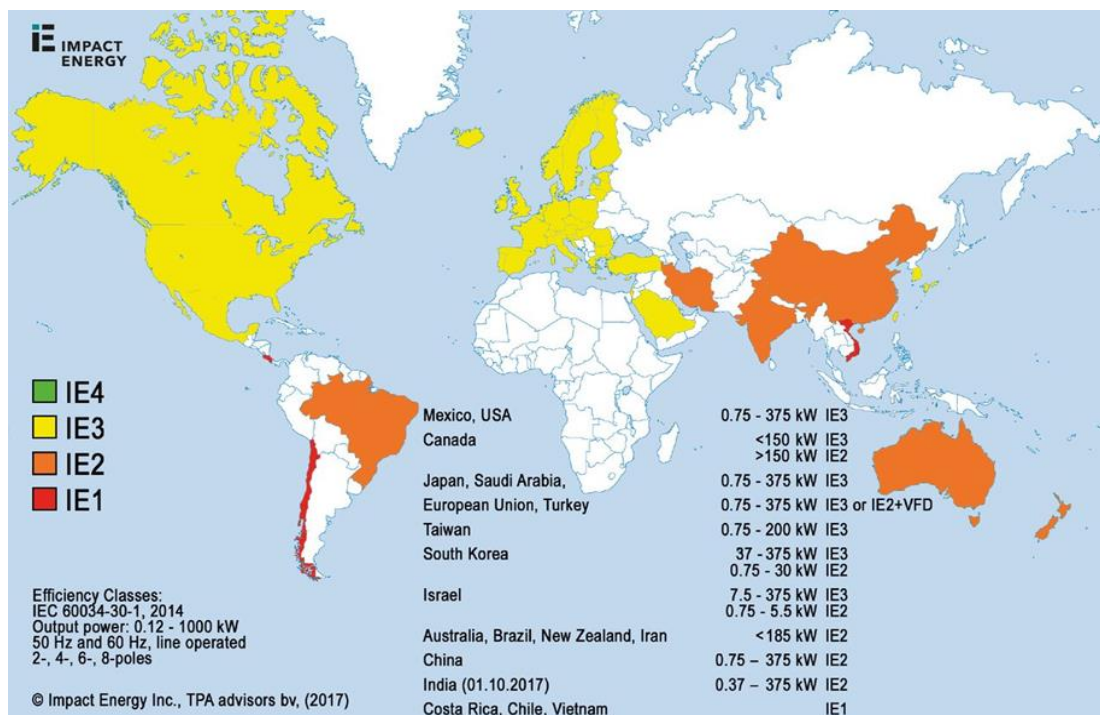 iE IMPACT
ENERGY
IE4
IE3
IE2
IE1
Efficiency Classes:
IEC 60034-30-1, 2014
Output power: 0.12 - 1000 kW
50 Hz and 60 Hz, line operated
2-, 4-, 6-, 8-poles
© Impact Energy Inc., TPA advisors bv, (2017)
Mexico, USA 0.75 - 375 kW IE3
Canada <150 kW IE3
>150 kW IE2
Japan, Saudi Arabia, 0.75 - 375 kW IE3
European Union, Turkey 0.75 - 375 kW IE3 or IE2+VFD
Taiwan 0.75 - 200 kW IE3
South Korea 37 - 375 kW IE3
0.75 - 30 kW IE2
Israel 7.5 - 375 kW IE3
0.75 - 5.5 kW IE2
Australia, Brazil, New Zealand, Iran <185 kW IE2
China 0.75 – 375 kW IE2
India (01.10.2017) 0.37 – 375 kW IE2
Costa Rica, Chile, Vietnam IE1